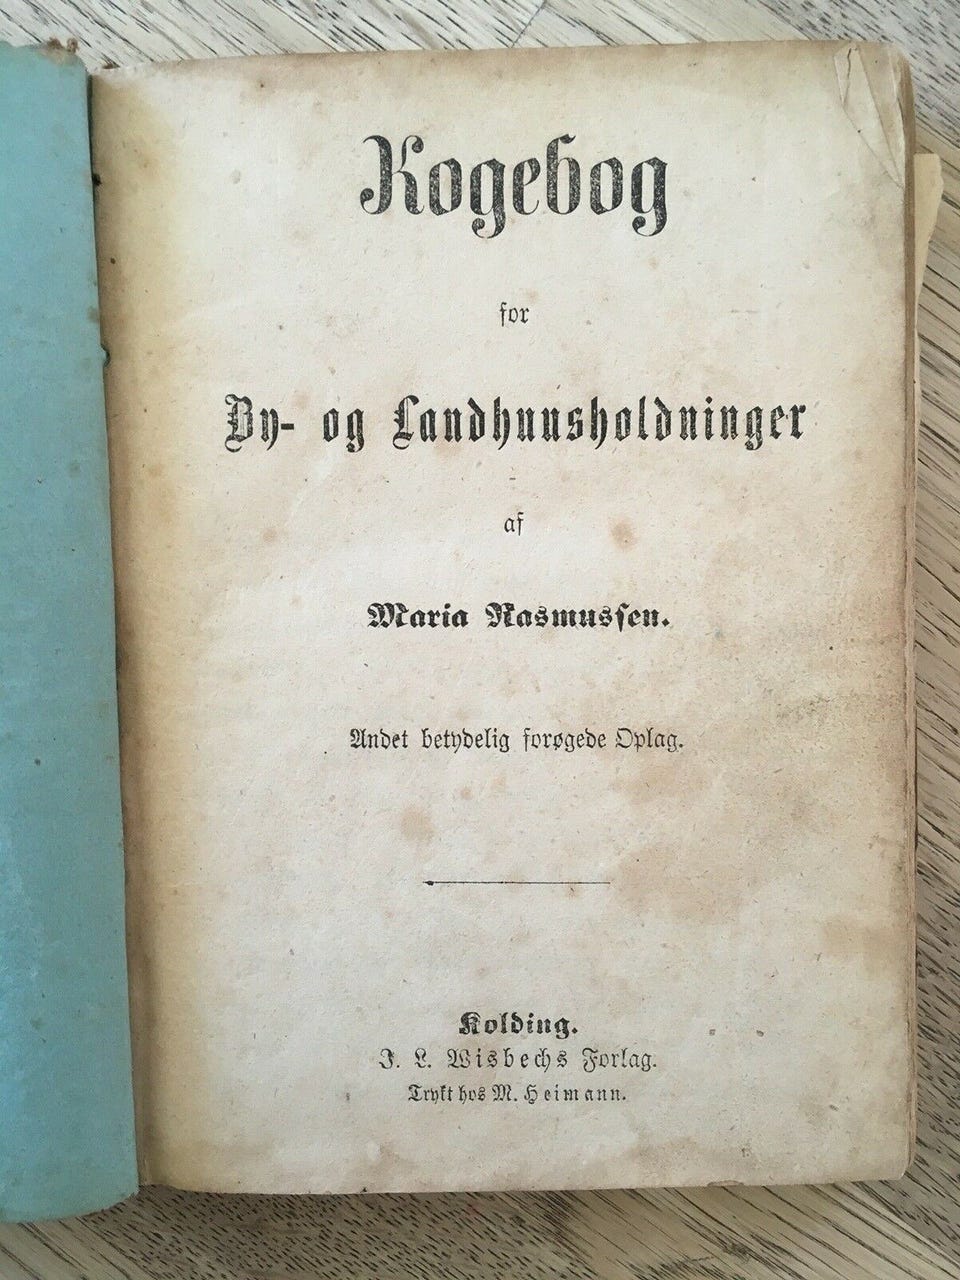 Kogebog
for
By- og Landhuusholdninger
af
Maria Rasmussen.
Andet betydelig forøgede Oplag.
Kolding.
J. L. Wisbechs Forlag.
Trykt hos M. Heimann.